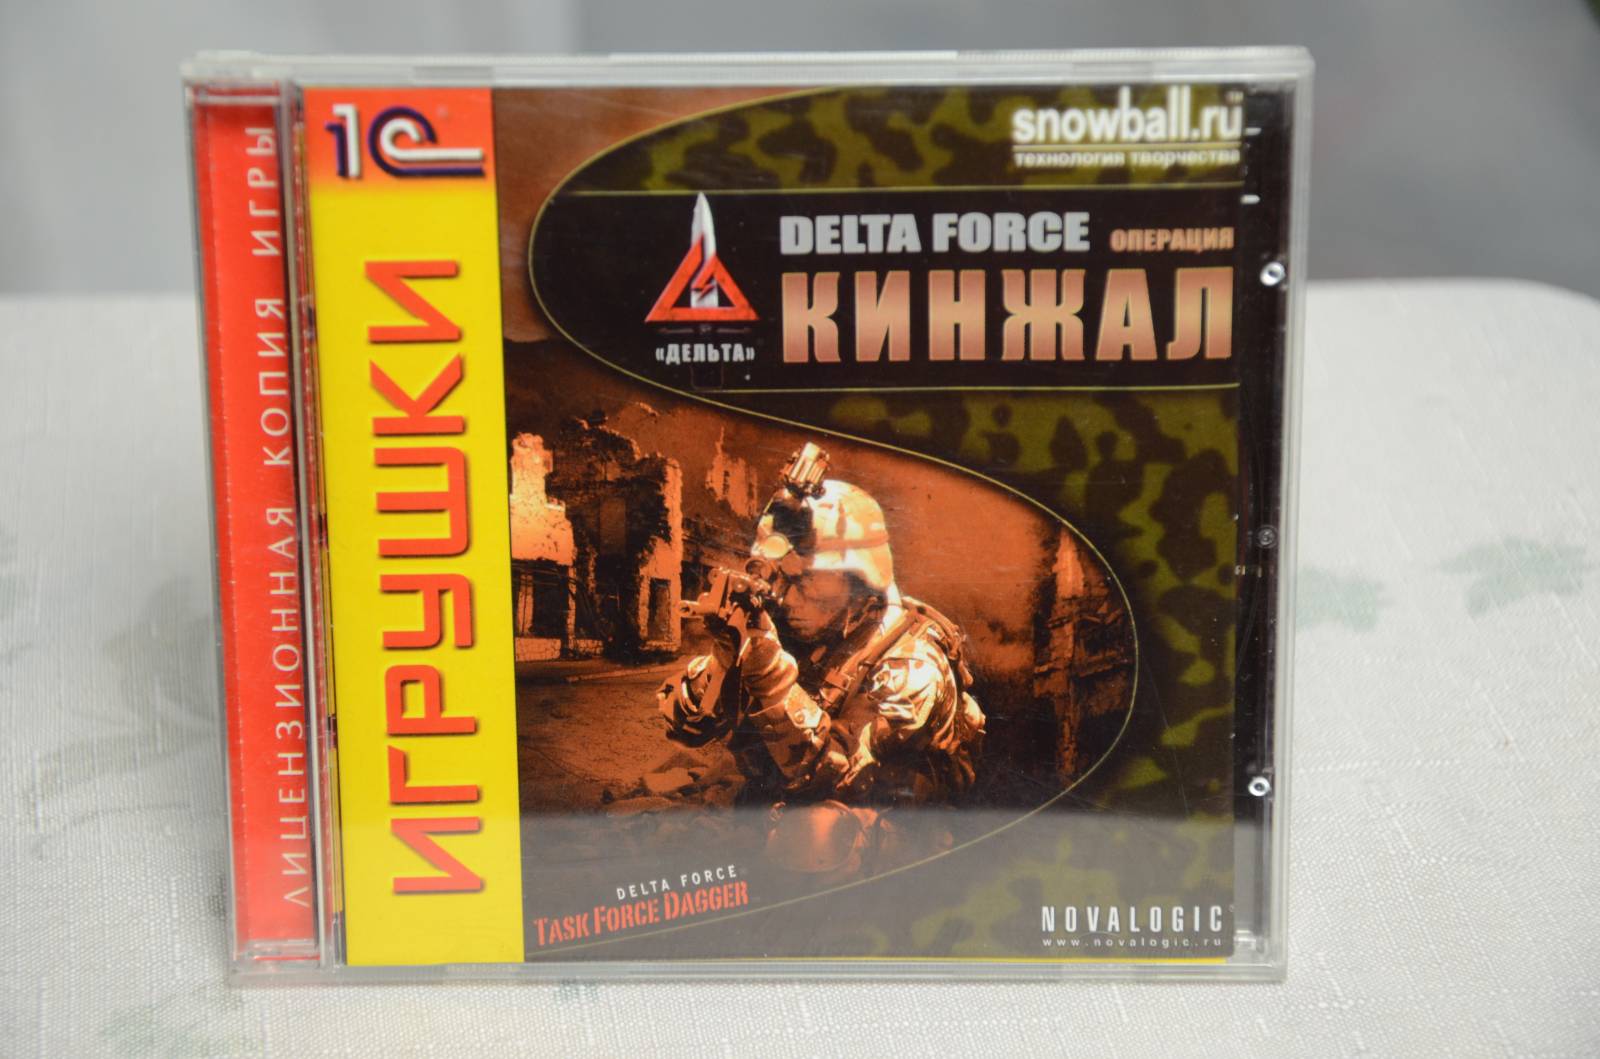 ЛИЦЕНЗИОННАЯ КОПИЯ ИГРЫ
1С
ИГРУШКИ
snowball.ru
технология творчества
DELTA FORCE ОПЕРАЦИЯ
КИНЖАЛ
«ДЕЛЬТА»
DELTA FORCE
TASK FORCE DAGGER
NOVALOGIC
www.novalogic.ru